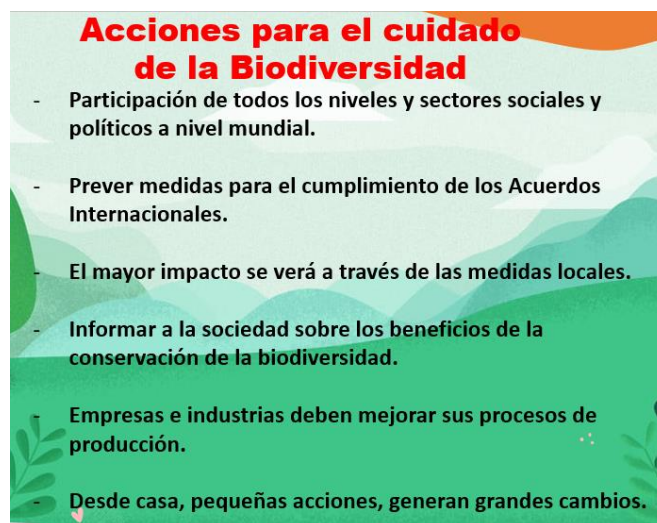 Acciones para el cuidado
de la Biodiversidad
- Participación de todos los niveles y sectores sociales y
políticos a nivel mundial.
- Prever medidas para el cumplimiento de los Acuerdos
Internacionales.
- El mayor impacto se verá a través de las medidas locales.
- Informar a la sociedad sobre los beneficios de la
conservación de la biodiversidad.
- Empresas e industrias deben mejorar sus procesos de
producción.
- Desde casa, pequeñas acciones, generan grandes cambios.